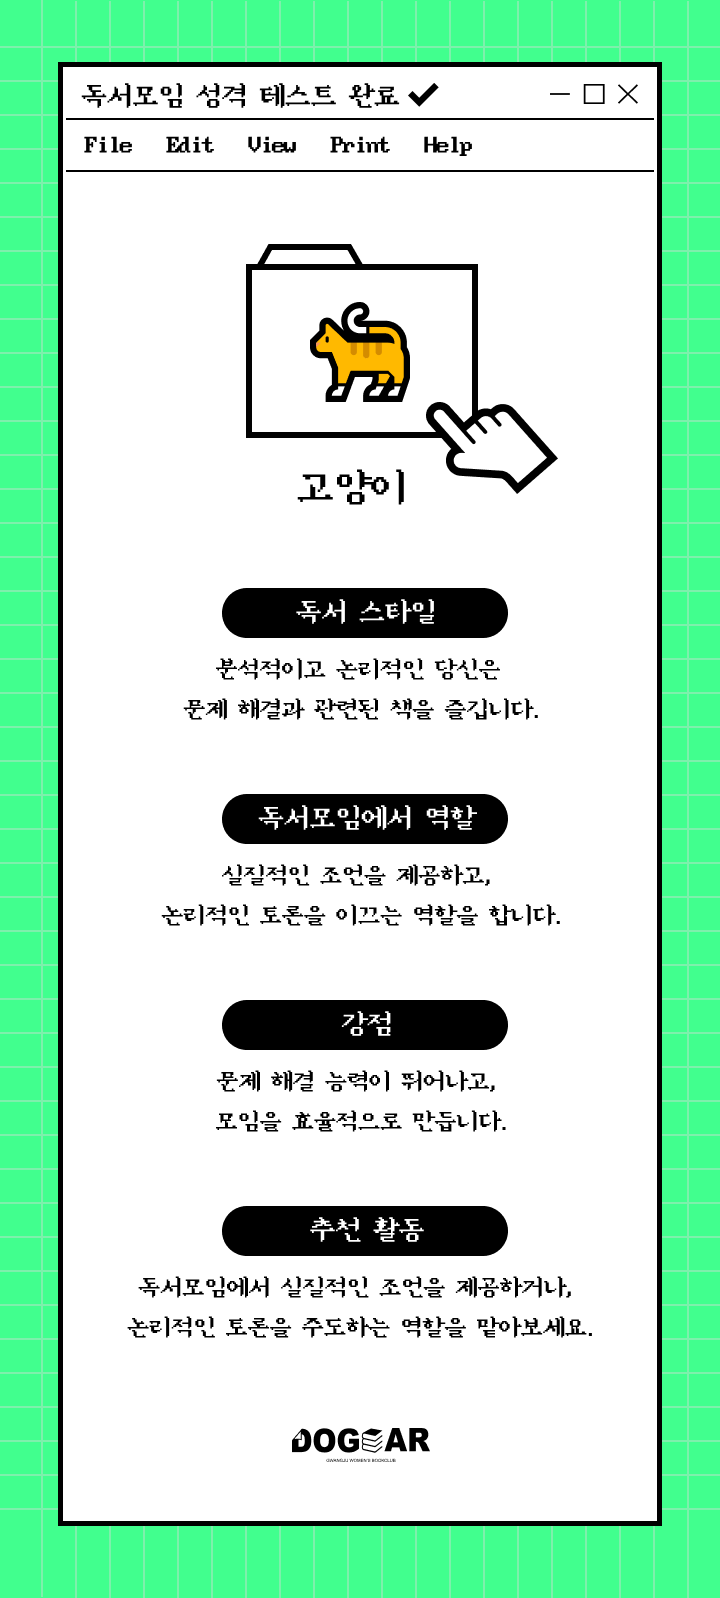 독서모임 성격 테스트 완료
File Edit View Print Help
고양이
독서 스타일
분석적이고 논리적인 당신은
문제 해결과 관련된 책을 즐깁니다.
독서모임에서 역할
실질적인 조언을 제공하고,
논리적인 토론을 이끄는 역할을 합니다.
강점
문제 해결 능력이 뛰어나고,
모임을 효율적으로 만듭니다.
추천 활동
독서모임에서 실질적인 조언을 제공하거나,
논리적인 토론을 주도하는 역할을 맡아보세요.
DOGEAR
GWANGJU WOMEN'S BOOKCLUB